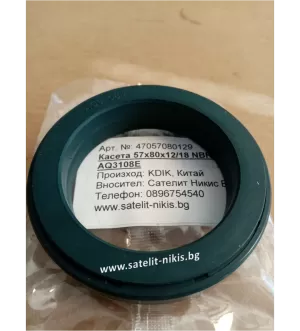 Арт. №: 47057080129
Касета 57x80x12/18 NBR
AQ3108E
Произход: KDIK, Китай
Вносител: Сателит Никис Е
Телефон: 0896754540
www.satelit-nikis.bg
www.satelit-nikis.bg